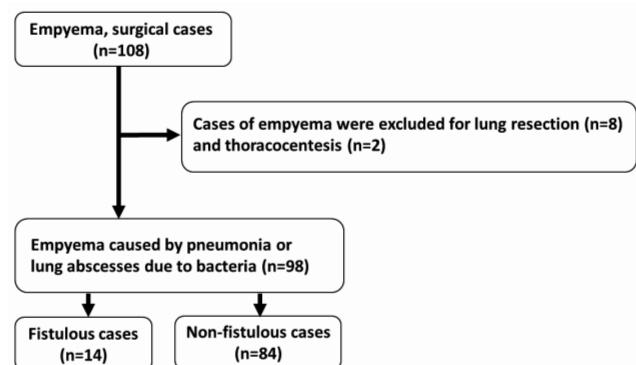 Empyema, surgical cases
(n=108)
Cases of empyema were excluded for lung resection (n=8)
and thoracocentesis (n=2)
Empyema caused by pneumonia or
lung abscesses due to bacteria (n=98)
Fistulous cases
(n=14)
Non-fistulous cases
(n=84)